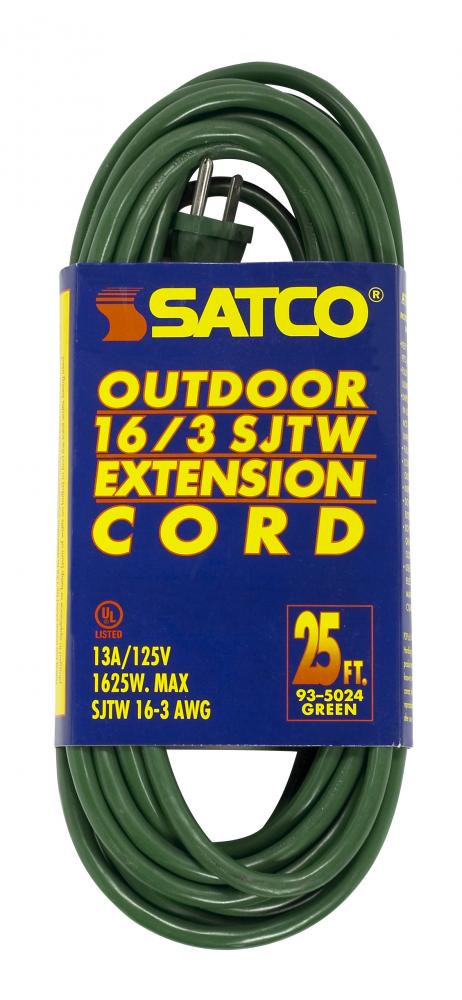 SATCO®
OUTDOOR
16/3 SJTW
EXTENSION
CORD
UL
LISTED
13A/125V
1625W. MAX
SJTW 16-3 AWG
25 FT.
93-5024
GREEN